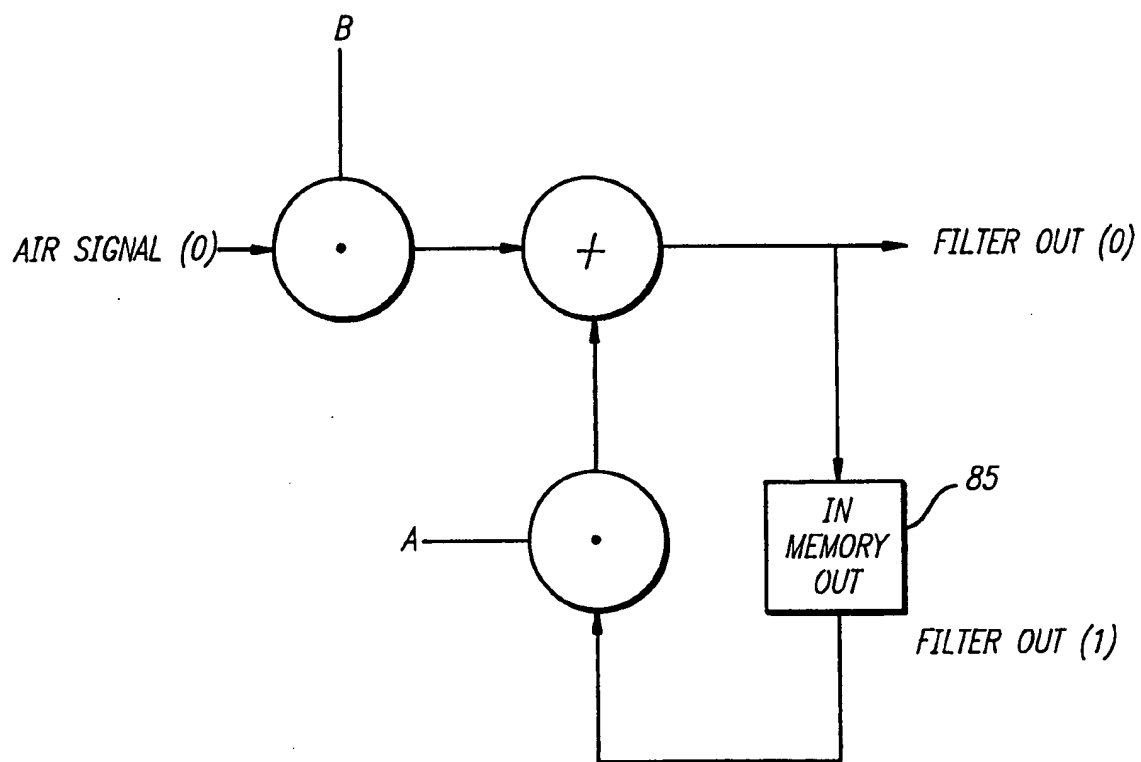 B
AIR SIGNAL (0)
+
FILTER OUT (0)
A
IN
MEMORY
OUT
85
FILTER OUT (1)